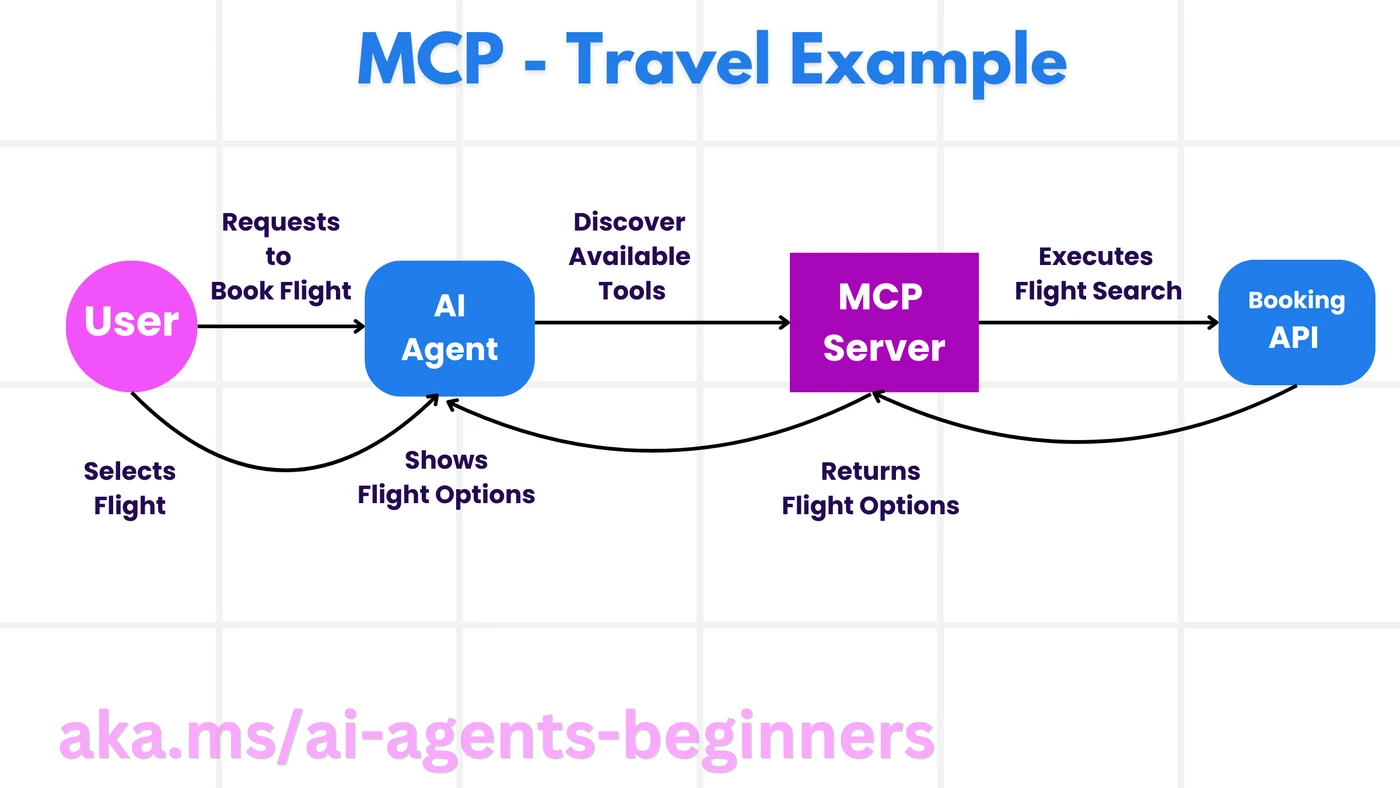 MCP - Travel Example
Requests
to
Book Flight
Discover
Available
Tools
Executes
Flight Search
User
AI
Agent
MCP
Server
Booking
API
Selects
Flight
Shows
Flight Options
Returns
Flight Options
aka.ms/ai-agents-beginners